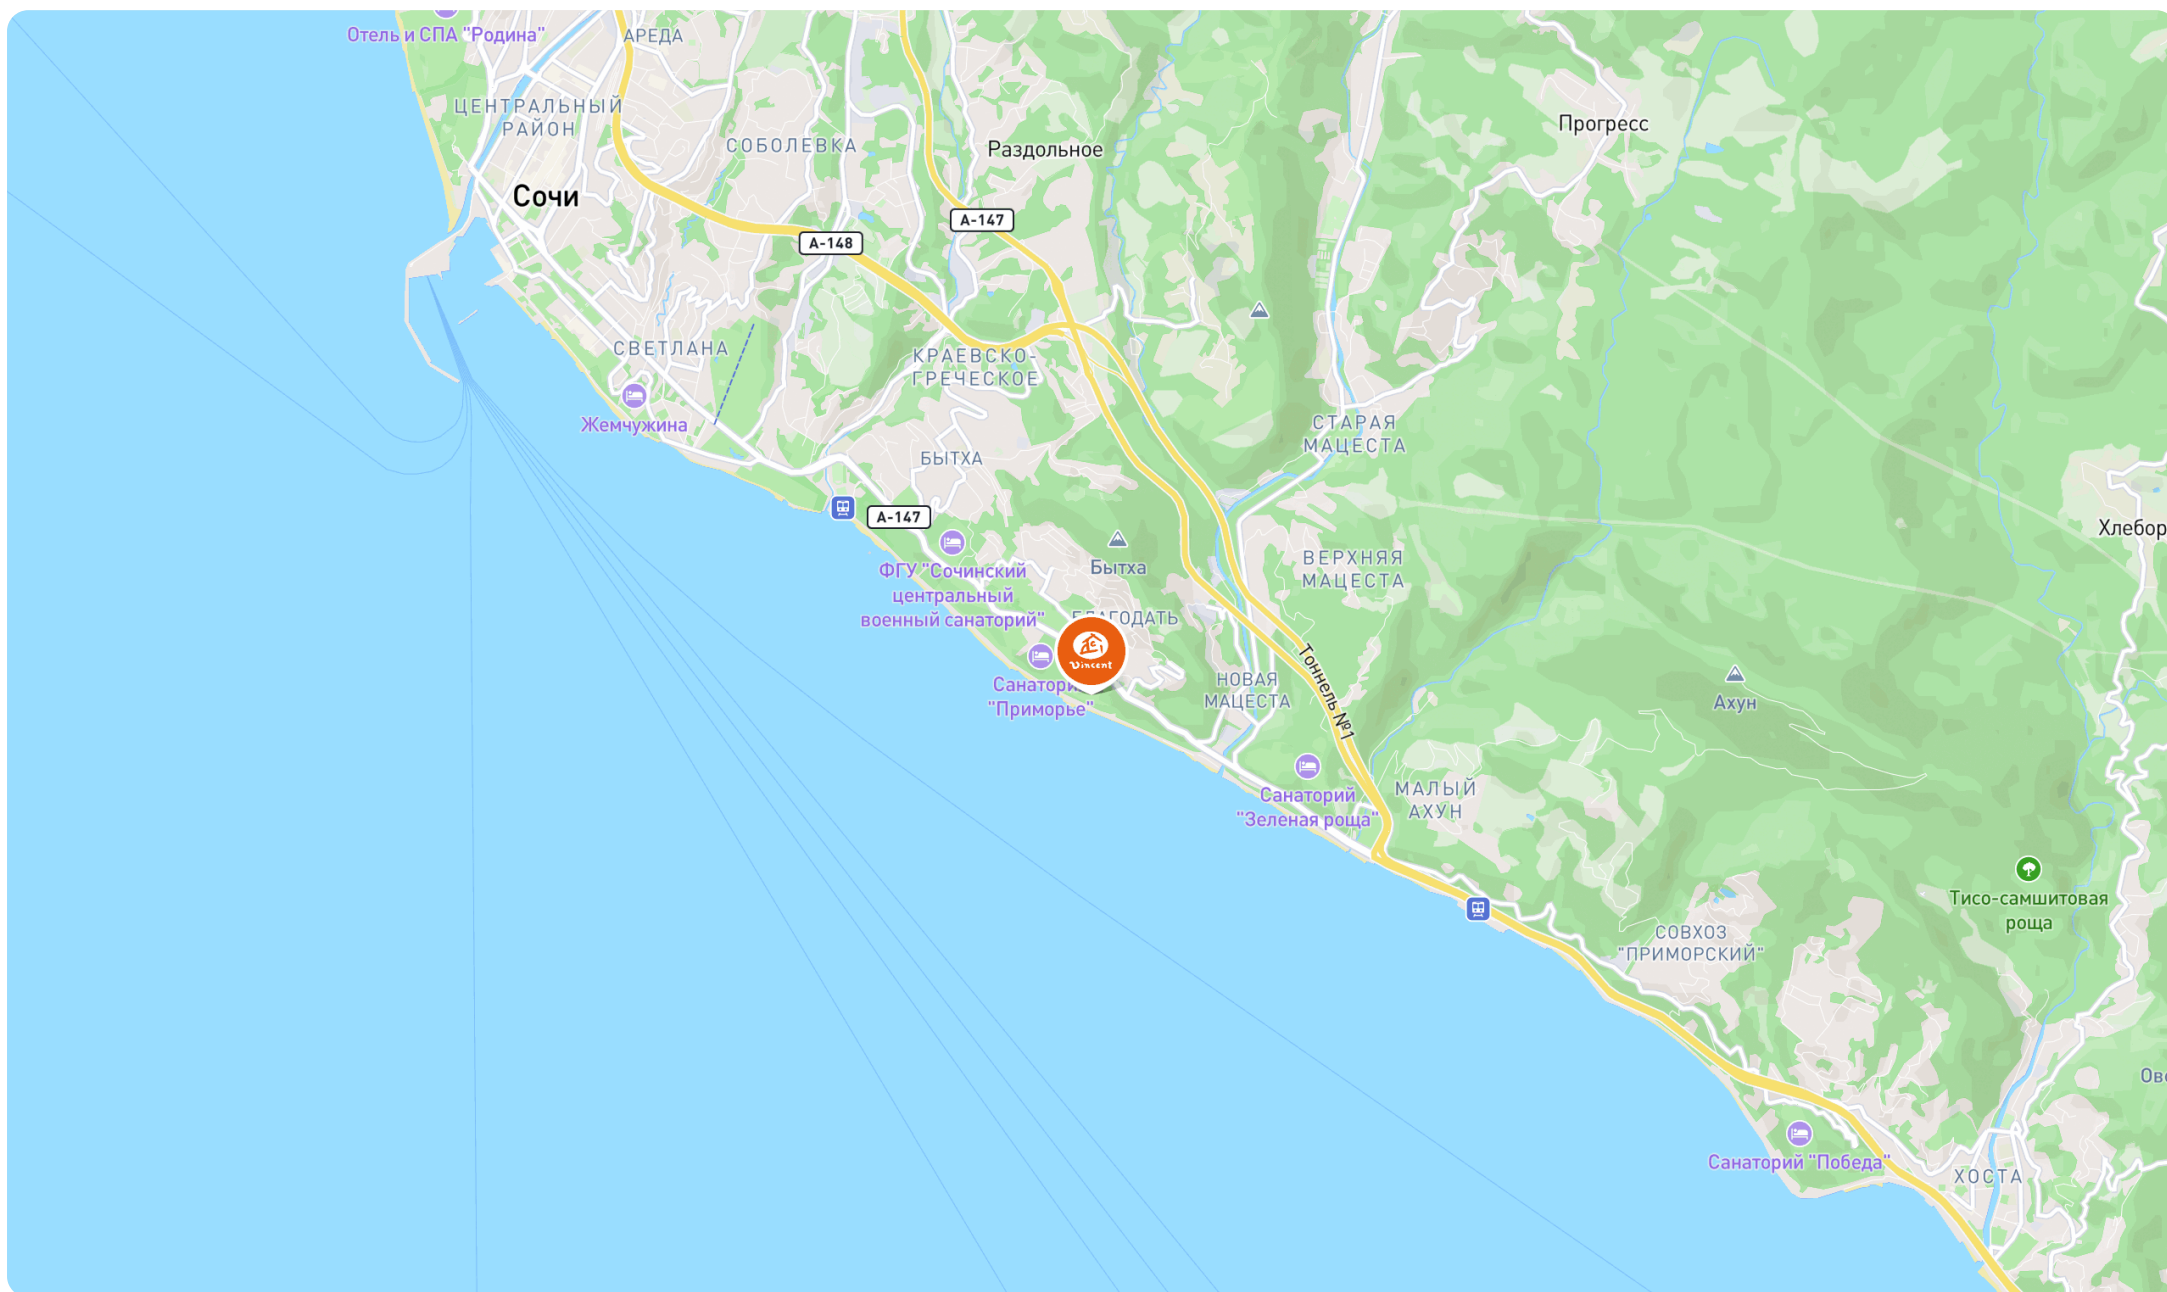 Отель и СПА "Родина"
АРЕДА
ЦЕНТРАЛЬНЫЙ
РАЙОН
СОБОЛЕВКА
Раздольное
Прогресс
Сочи
А-147
А-148
СВЕТЛАНА
КРАЕВСКО-
ГРЕЧЕСКОЕ
Жемчужина
СТАРАЯ
МАЦЕСТА
БЫТХА
А-147
Хлебор
ФГУ "Сочинский
центральный
военный санаторий"
Бытха
ВЕРХНЯЯ
МАЦЕСТА
БЛАГОДАТЬ
Vincent
Санаторий
"Приморье"
НОВАЯ
МАЦЕСТА
Тоннель №1
Ахун
Санаторий
"Зеленая роща"
МАЛЫЙ
АХУН
Тисо-самшитовая
роща
СОВХОЗ
"ПРИМОРСКИЙ"
Ов
Санаторий "Победа"
ХОСТА